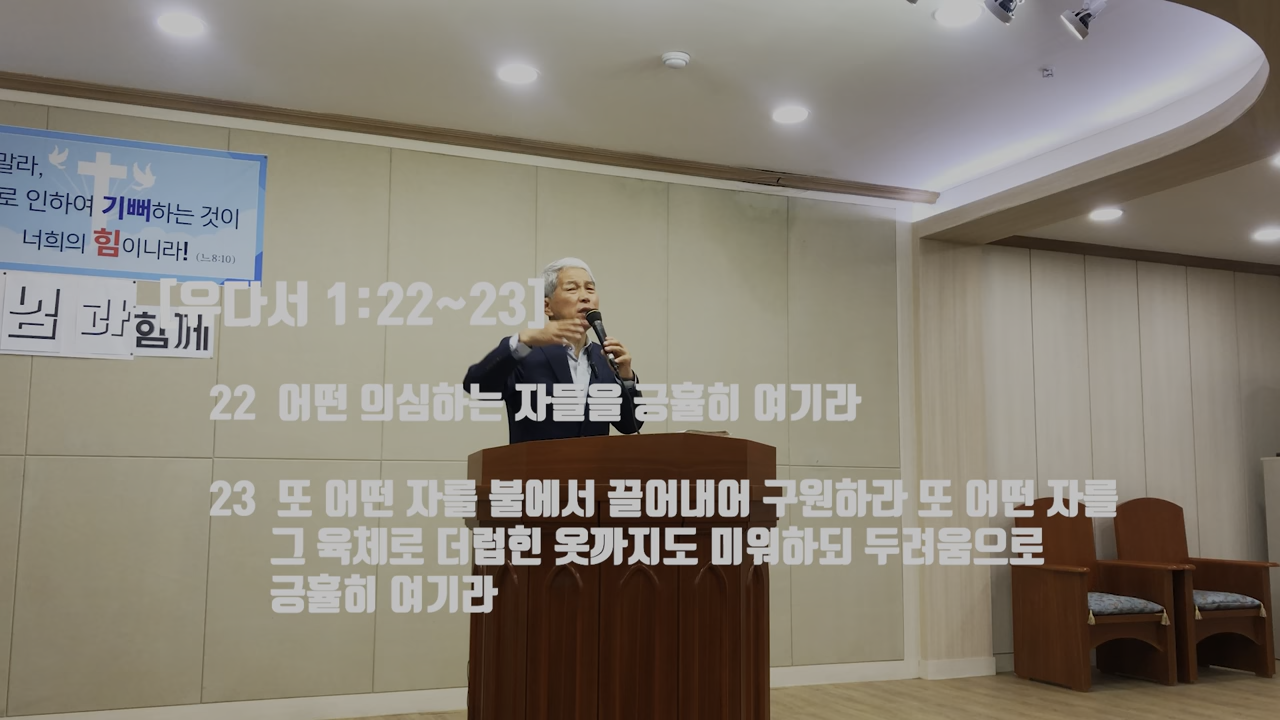 말라,
로 인하여 기뻐하는 것이
너희의 힘이니라! (느8:10)
님과함께
[유다서 1:22~23]
22 어떤 의심하는 자들을 긍휼히 여기라
23 또 어떤 자를 불에서 끌어내어 구원하라 또 어떤 자를
그 육체로 더럽힌 옷까지도 미워하되 두려움으로
긍휼히 여기라